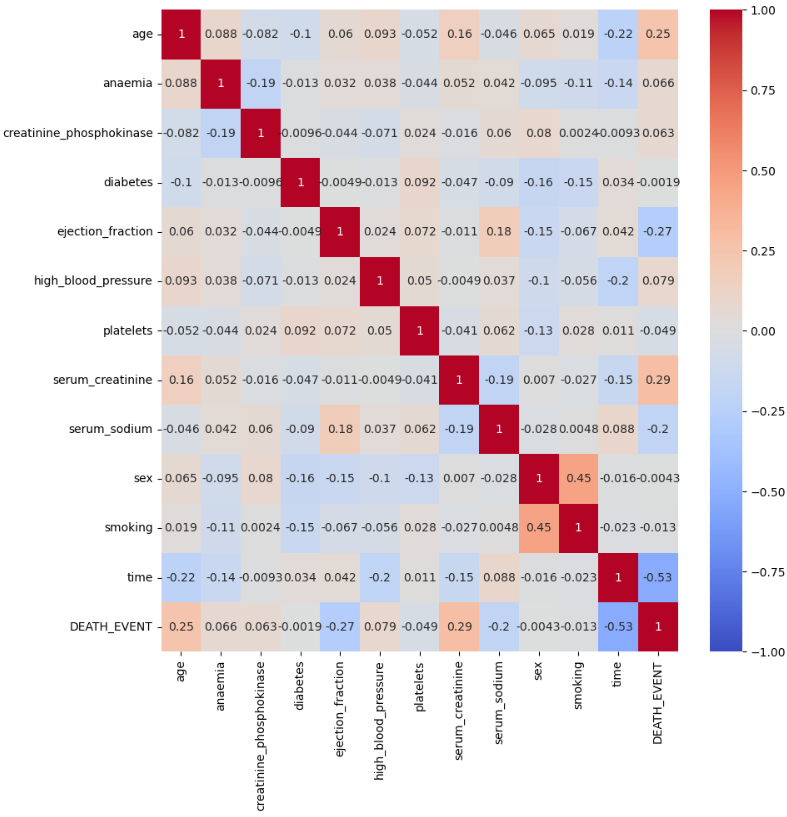 age 1 0.088 -0.082 -0.1 0.06 0.093 -0.052 0.16 -0.046 0.065 0.019 -0.22 0.25
anaemia 0.088 1 -0.19 -0.013 0.032 0.038 -0.044 0.052 0.042 -0.095 -0.11 -0.14 0.066
creatinine_phosphokinase -0.082 -0.19 1 -0.0096 -0.044 -0.071 0.024 -0.016 0.06 0.08 0.0024 -0.0093 0.063
diabetes -0.1 -0.013 -0.0096 1 -0.0049 -0.013 0.092 -0.047 -0.09 -0.16 -0.15 0.034 -0.0019
ejection_fraction 0.06 0.032 -0.044 -0.0049 1 0.024 0.072 -0.011 0.18 -0.15 -0.067 0.042 -0.27
high_blood_pressure 0.093 0.038 -0.071 -0.013 0.024 1 0.05 -0.0049 0.037 -0.1 -0.056 -0.2 0.079
platelets -0.052 -0.044 0.024 0.092 0.072 0.05 1 -0.041 0.062 -0.13 0.028 0.011 -0.049
serum_creatinine 0.16 0.052 -0.016 -0.047 -0.011 -0.0049 -0.041 1 -0.19 0.007 -0.027 -0.15 0.29
serum_sodium -0.046 0.042 0.06 -0.09 0.18 0.037 0.062 -0.19 1 -0.028 0.0048 0.088 -0.2
sex 0.065 -0.095 0.08 -0.16 -0.15 -0.1 -0.13 0.007 -0.028 1 0.45 -0.016 -0.0043
smoking 0.019 -0.11 0.0024 -0.15 -0.067 -0.056 0.028 -0.027 0.0048 0.45 1 -0.023 -0.013
time -0.22 -0.14 -0.0093 0.034 0.042 -0.2 0.011 -0.15 0.088 -0.016 -0.023 1 -0.53
DEATH_EVENT 0.25 0.066 0.063 -0.0019 -0.27 0.079 -0.049 0.29 -0.2 -0.0043 -0.013 -0.53 1
age
anaemia
creatinine_phosphokinase
diabetes
ejection_fraction
high_blood_pressure
platelets
serum_creatinine
serum_sodium
sex
smoking
time
DEATH_EVENT
1.00
0.75
0.50
0.25
0.00
−0.25
−0.50
−0.75
−1.00